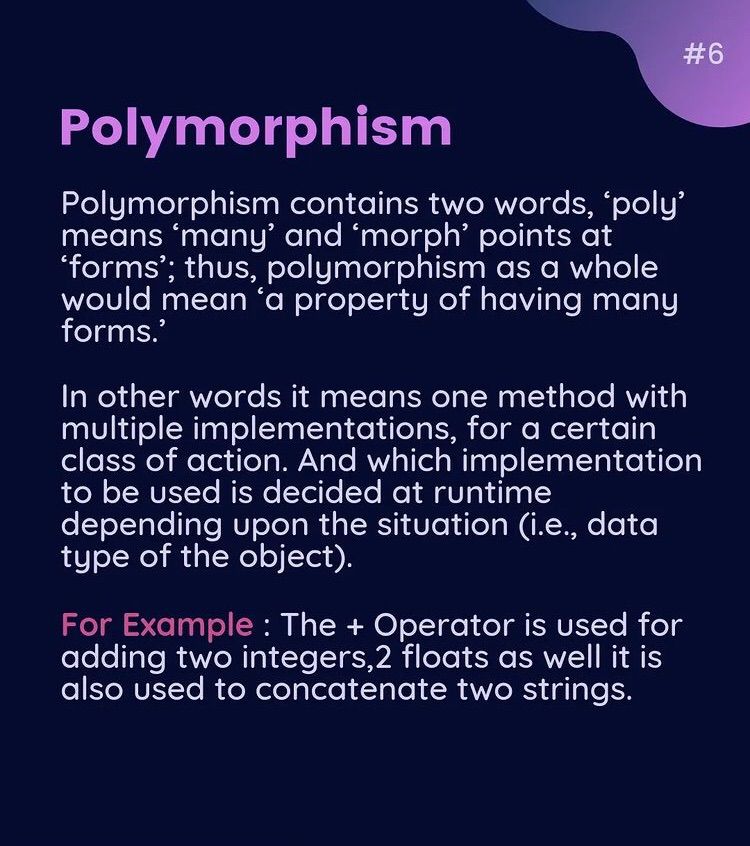 #6
Polymorphism
Polymorphism contains two words, ‘poly’
means ‘many’ and ‘morph’ points at
‘forms’; thus, polymorphism as a whole
would mean ‘a property of having many
forms.’
In other words it means one method with
multiple implementations, for a certain
class of action. And which implementation
to be used is decided at runtime
depending upon the situation (i.e., data
type of the object).
For Example : The + Operator is used for
adding two integers,2 floats as well it is
also used to concatenate two strings.